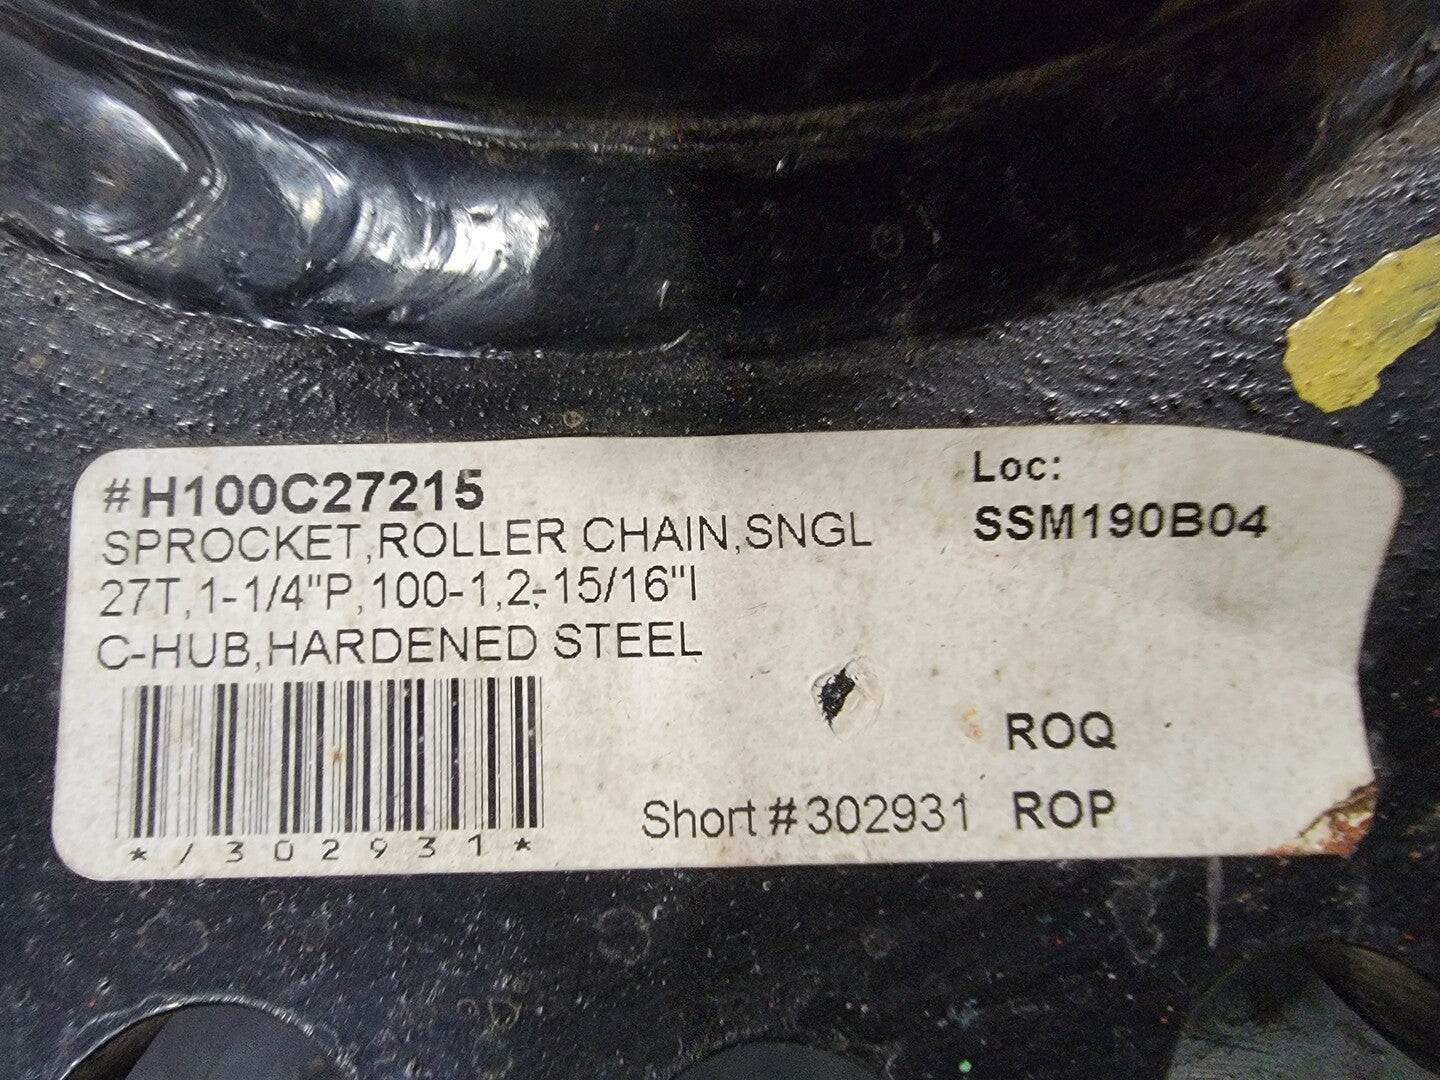 #H100C27215
SPROCKET,ROLLER CHAIN,SNGL
27T,1-1/4"P,100-1,2-15/16"I
C-HUB,HARDENED STEEL
*/302931*
Loc:
SSM190B04
ROQ
Short #302931 ROP